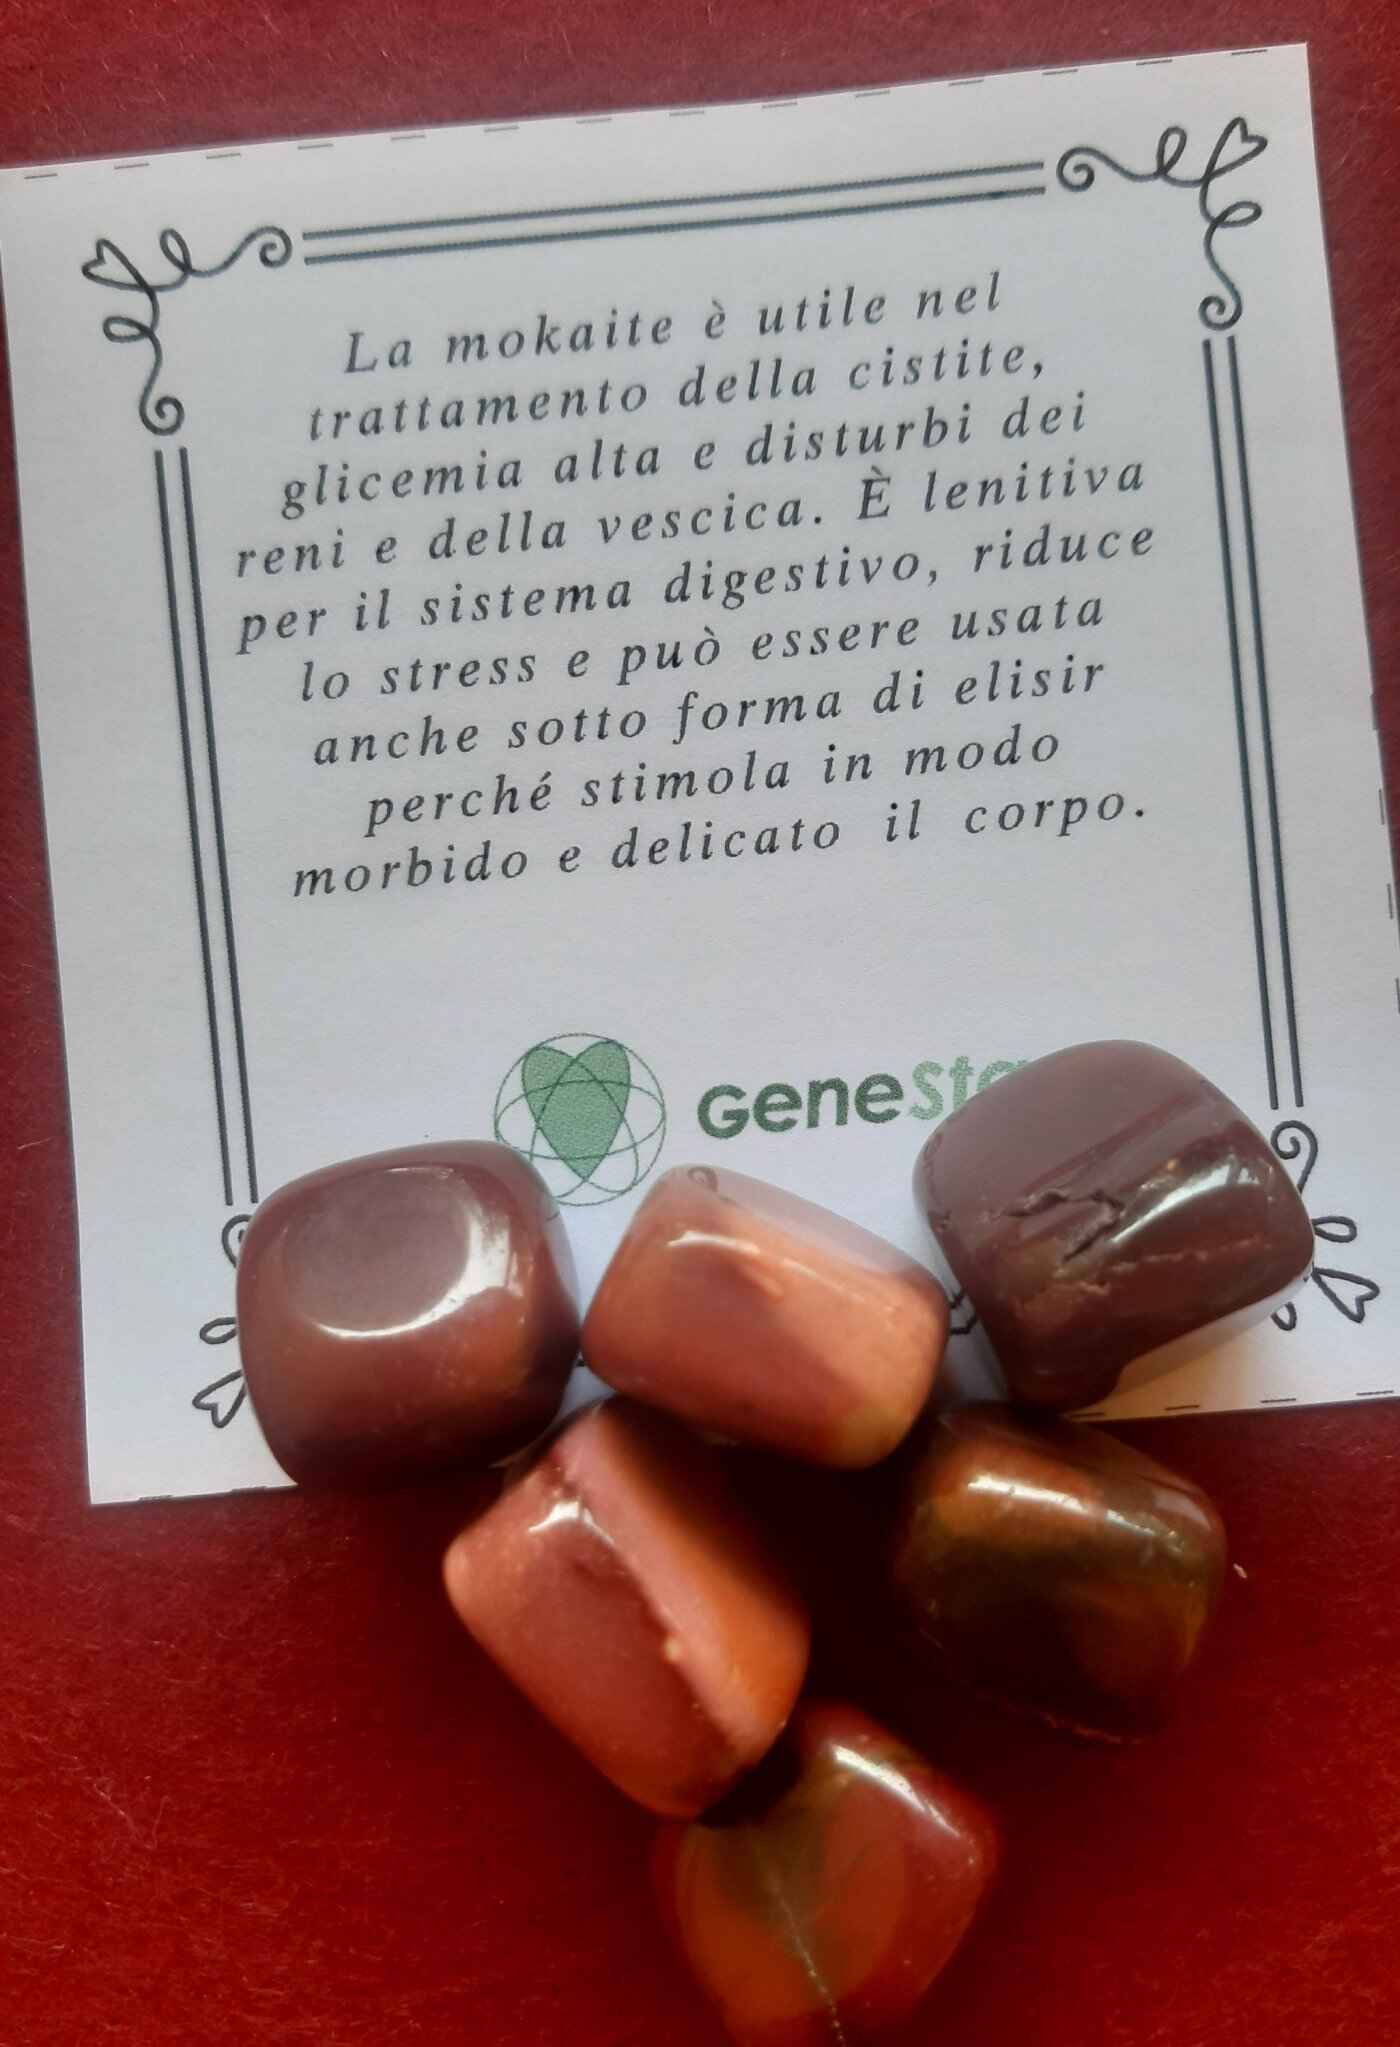 La mokaite è utile nel
trattamento della cistite,
glicemia alta e disturbi dei
reni e della vescica. È lenitiva
per il sistema digestivo, riduce
lo stress e può essere usata
anche sotto forma di elisir
perché stimola in modo
morbido e delicato il corpo.